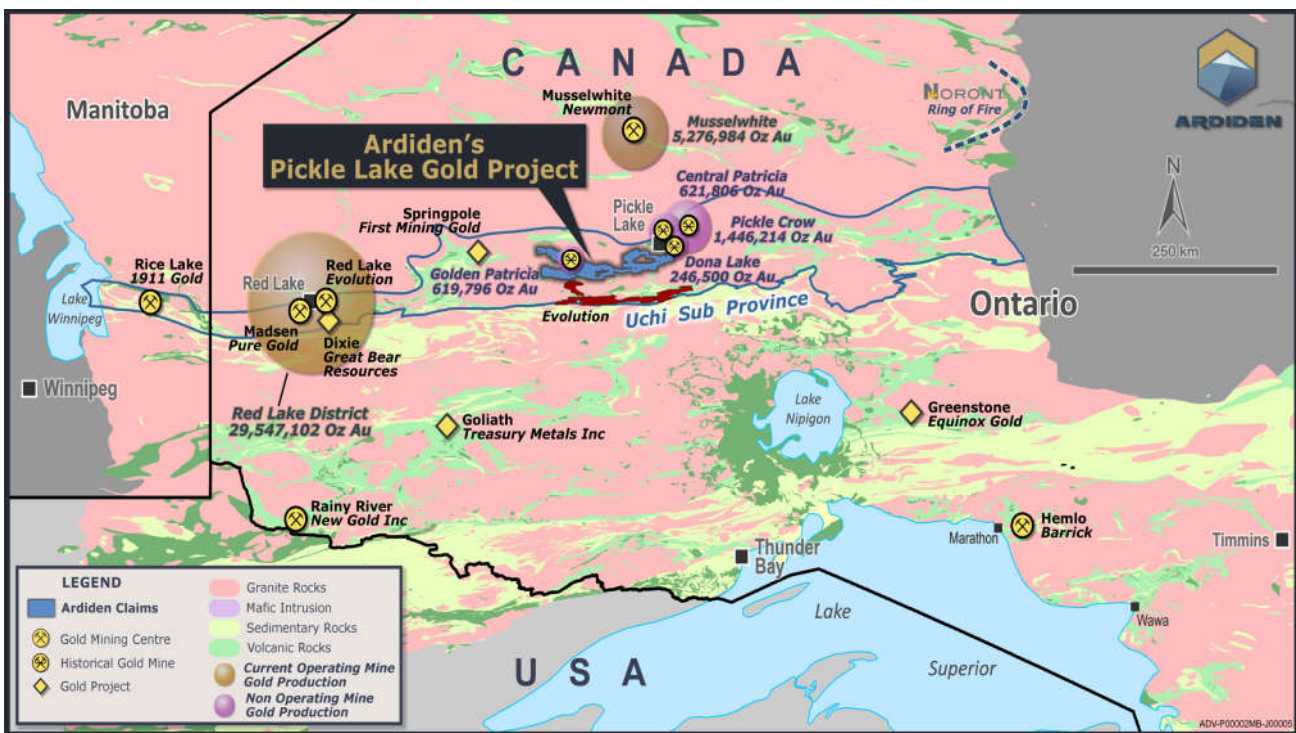 CANADA
Manitoba
Musselwhite
Newmont
Musselwhite
5,276,984 Oz Au
NORONT
Ring of Fire
ARDIDEN
Ardiden's
Pickle Lake Gold Project
N
250 km
Central Patricia
621,806 Oz Au
Pickle
Lake
Pickle Crow
1,446,214 Oz Au
Springpole
First Mining Gold
Golden Patricia
619,796 Oz Au
Dona Lake
246,500 Oz Au
Rice Lake
1911 Gold
Red Lake
Red Lake
Evolution
Lake
Winnipeg
Madsen
Pure Gold
Dixie
Great Bear
Resources
Evolution
Uchi Sub Province
Ontario
Winnipeg
Red Lake District
29,547,102 Oz Au
Goliath
Treasury Metals Inc
Lake
Nipigon
Greenstone
Equinox Gold
Rainy River
New Gold Inc
Thunder
Bay
Marathon
Hemlo
Barrick
Timmins
Wawa
Lake
Superior
USA
LEGEND
Ardiden Claims
Gold Mining Centre
Historical Gold Mine
Gold Project
Granite Rocks
Mafic Intrusion
Sedimentary Rocks
Volcanic Rocks
Current Operating Mine
Gold Production
Non Operating Mine
Gold Production
ADV-P00002MB-J00005